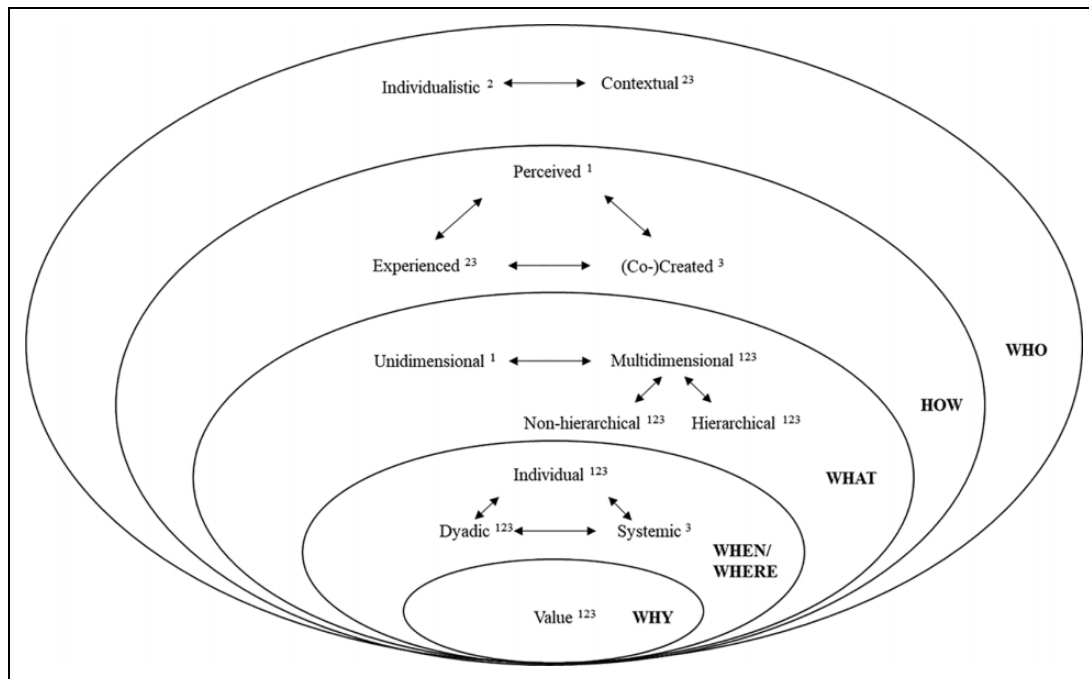 Individualistic ² Contextual ²³
Perceived ¹
Experienced ²³ (Co-)Created ³
WHO
Unidimensional ¹ Multidimensional ¹²³
HOW
Non-hierarchical ¹²³ Hierarchical ¹²³
Individual ¹²³ WHAT
Dyadic ¹²³ Systemic ³
WHEN/
WHERE
Value ¹²³ WHY